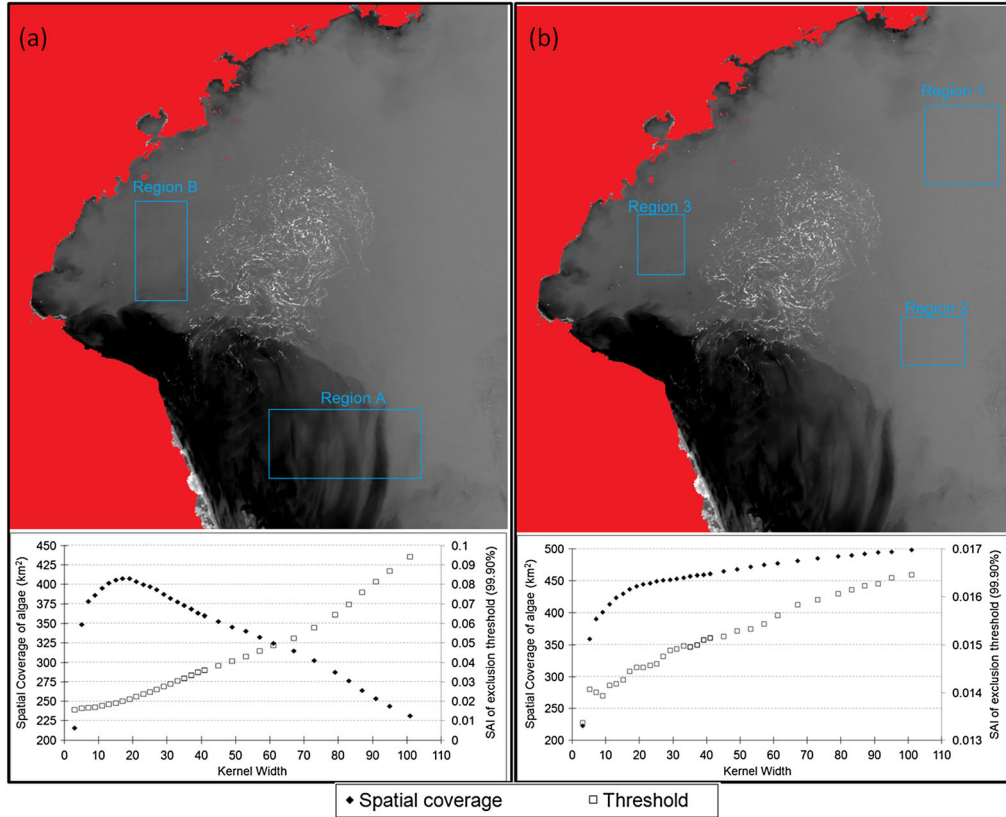 (a)
Region B
Region A
(b)
Region 1
Region 3
Region 2
Spatial Coverage of algae (km²)
450
425
400
375
350
325
300
275
250
225
200
0 10 20 30 40 50 60 70 80 90 100 110
Kernel Width
0.1
0.09
0.08
0.07
0.06
0.05
0.04
0.03
0.02
0.01
0
SAI of exclusion threshold (99.90%)
Spatial Coverage of algae (km²)
500
450
400
350
300
250
200
0 10 20 30 40 50 60 70 80 90 100 110
Kernel Width
0.017
0.016
0.015
0.014
0.013
SAI of exclusion threshold (99.90%)
Spatial coverage
Threshold